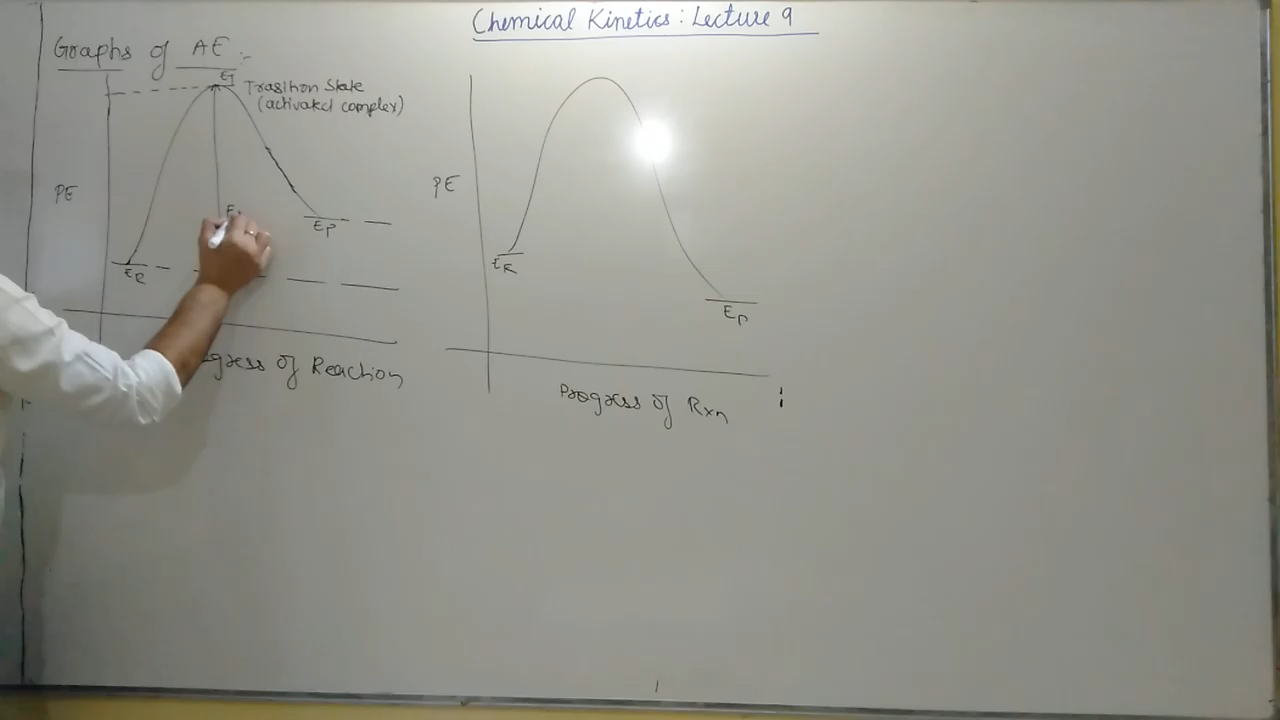 Chemical Kinetics: Lecture 9
Graphs of AE :-
ET
Trasition State
(activated complex)
PE
EP
ER
gress of Reaction
PE
ER
EP
Progress of Rxn